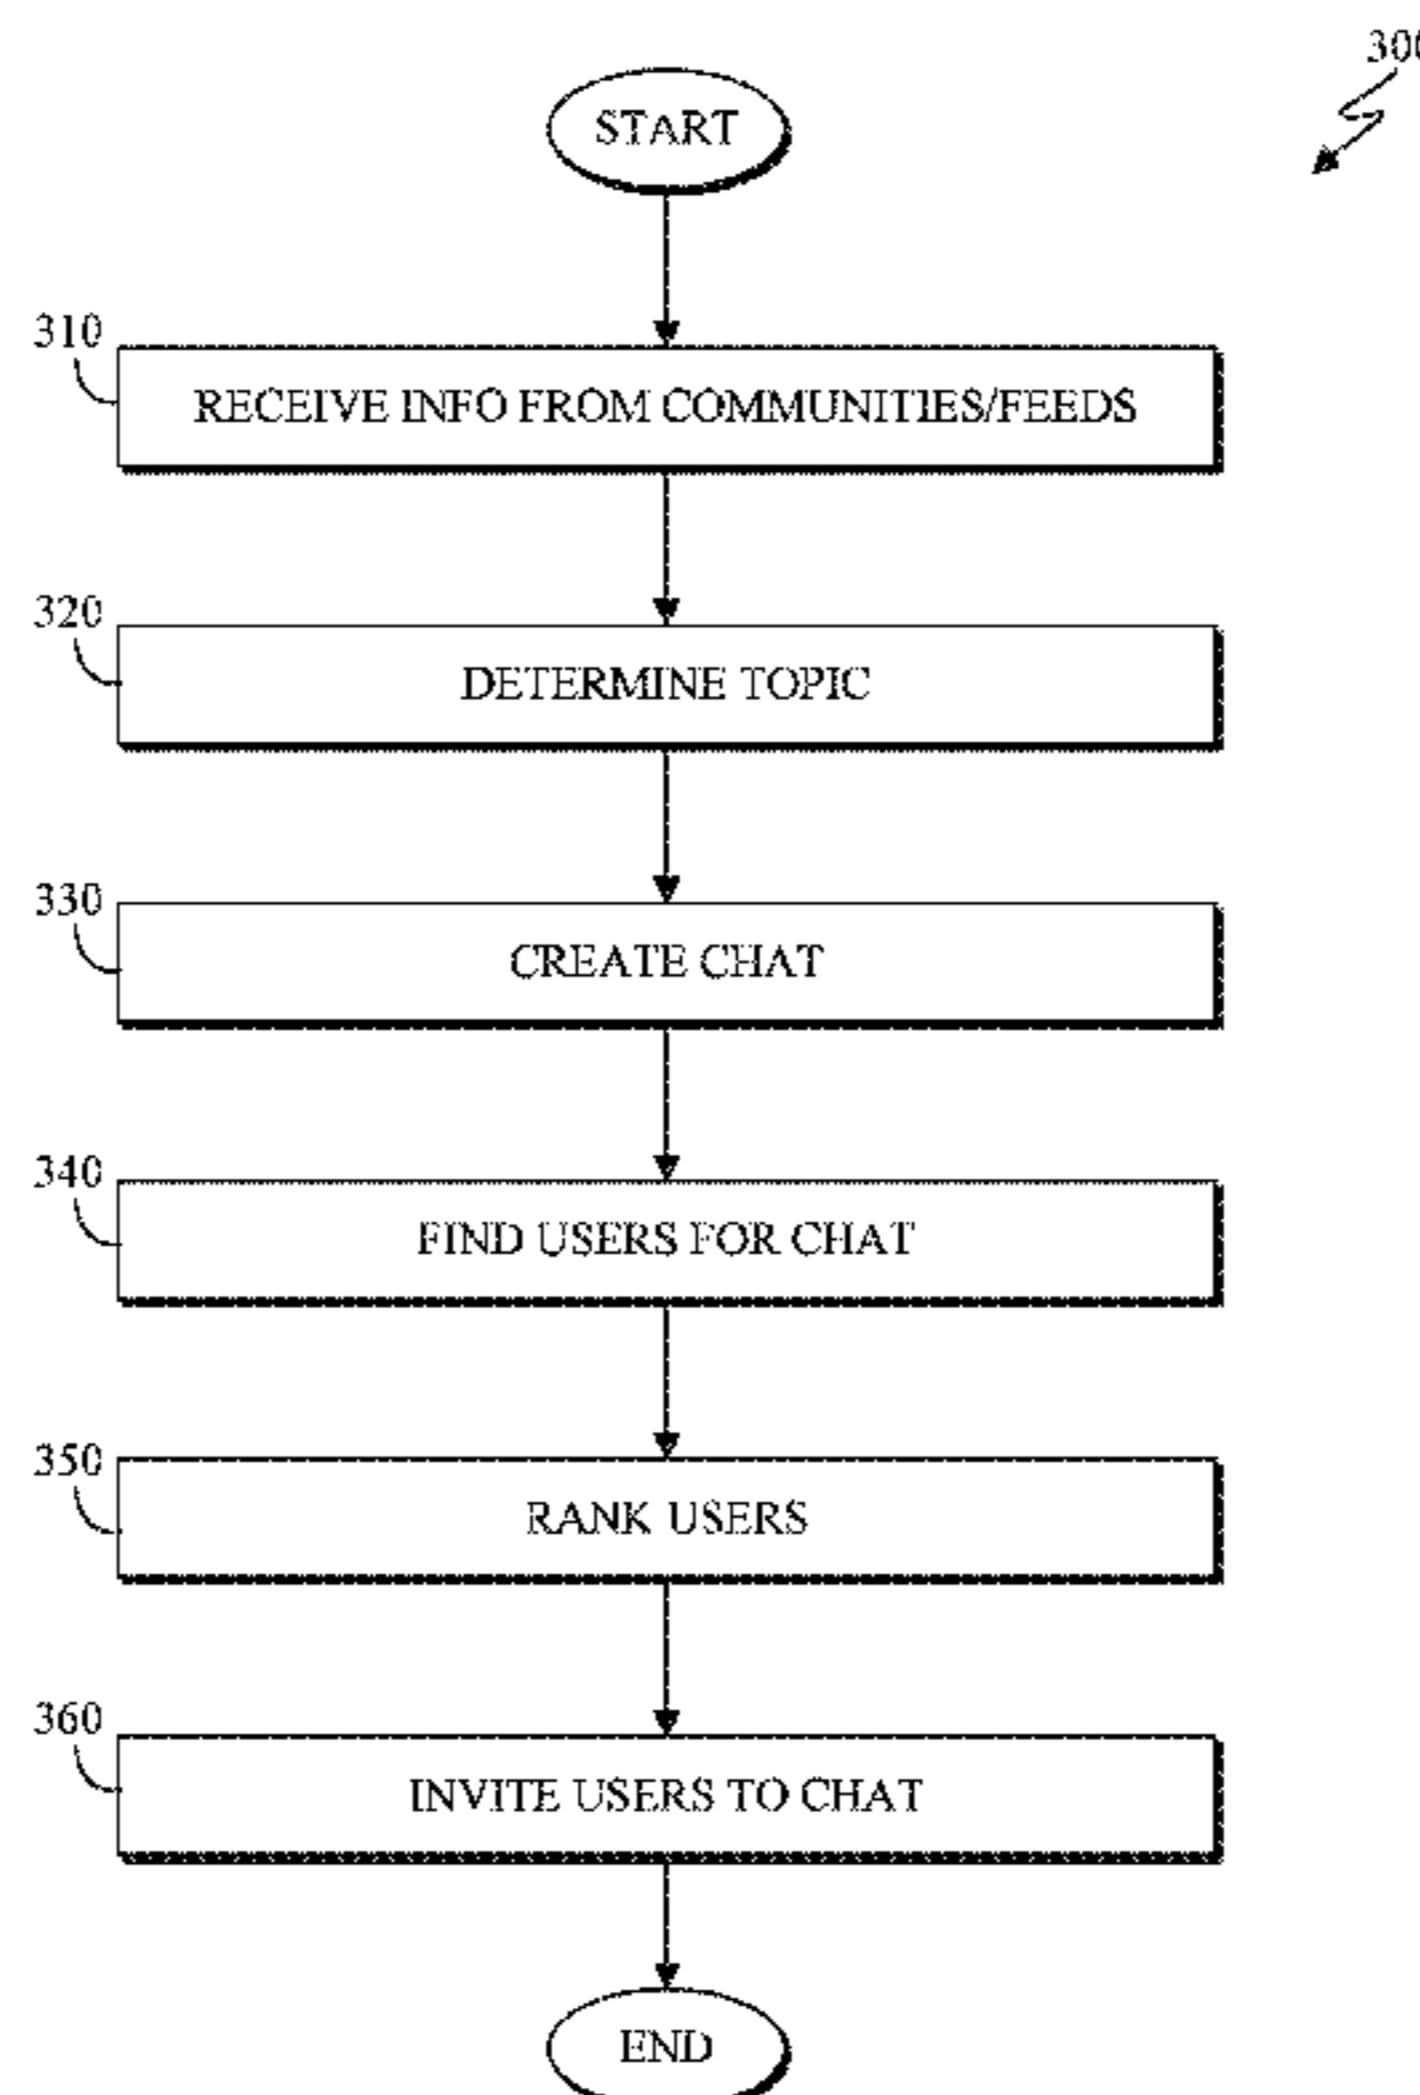 300
START
310
RECEIVE INFO FROM COMMUNITIES/FEEDS
320
DETERMINE TOPIC
330
CREATE CHAT
340
FIND USERS FOR CHAT
350
RANK USERS
360
INVITE USERS TO CHAT
END